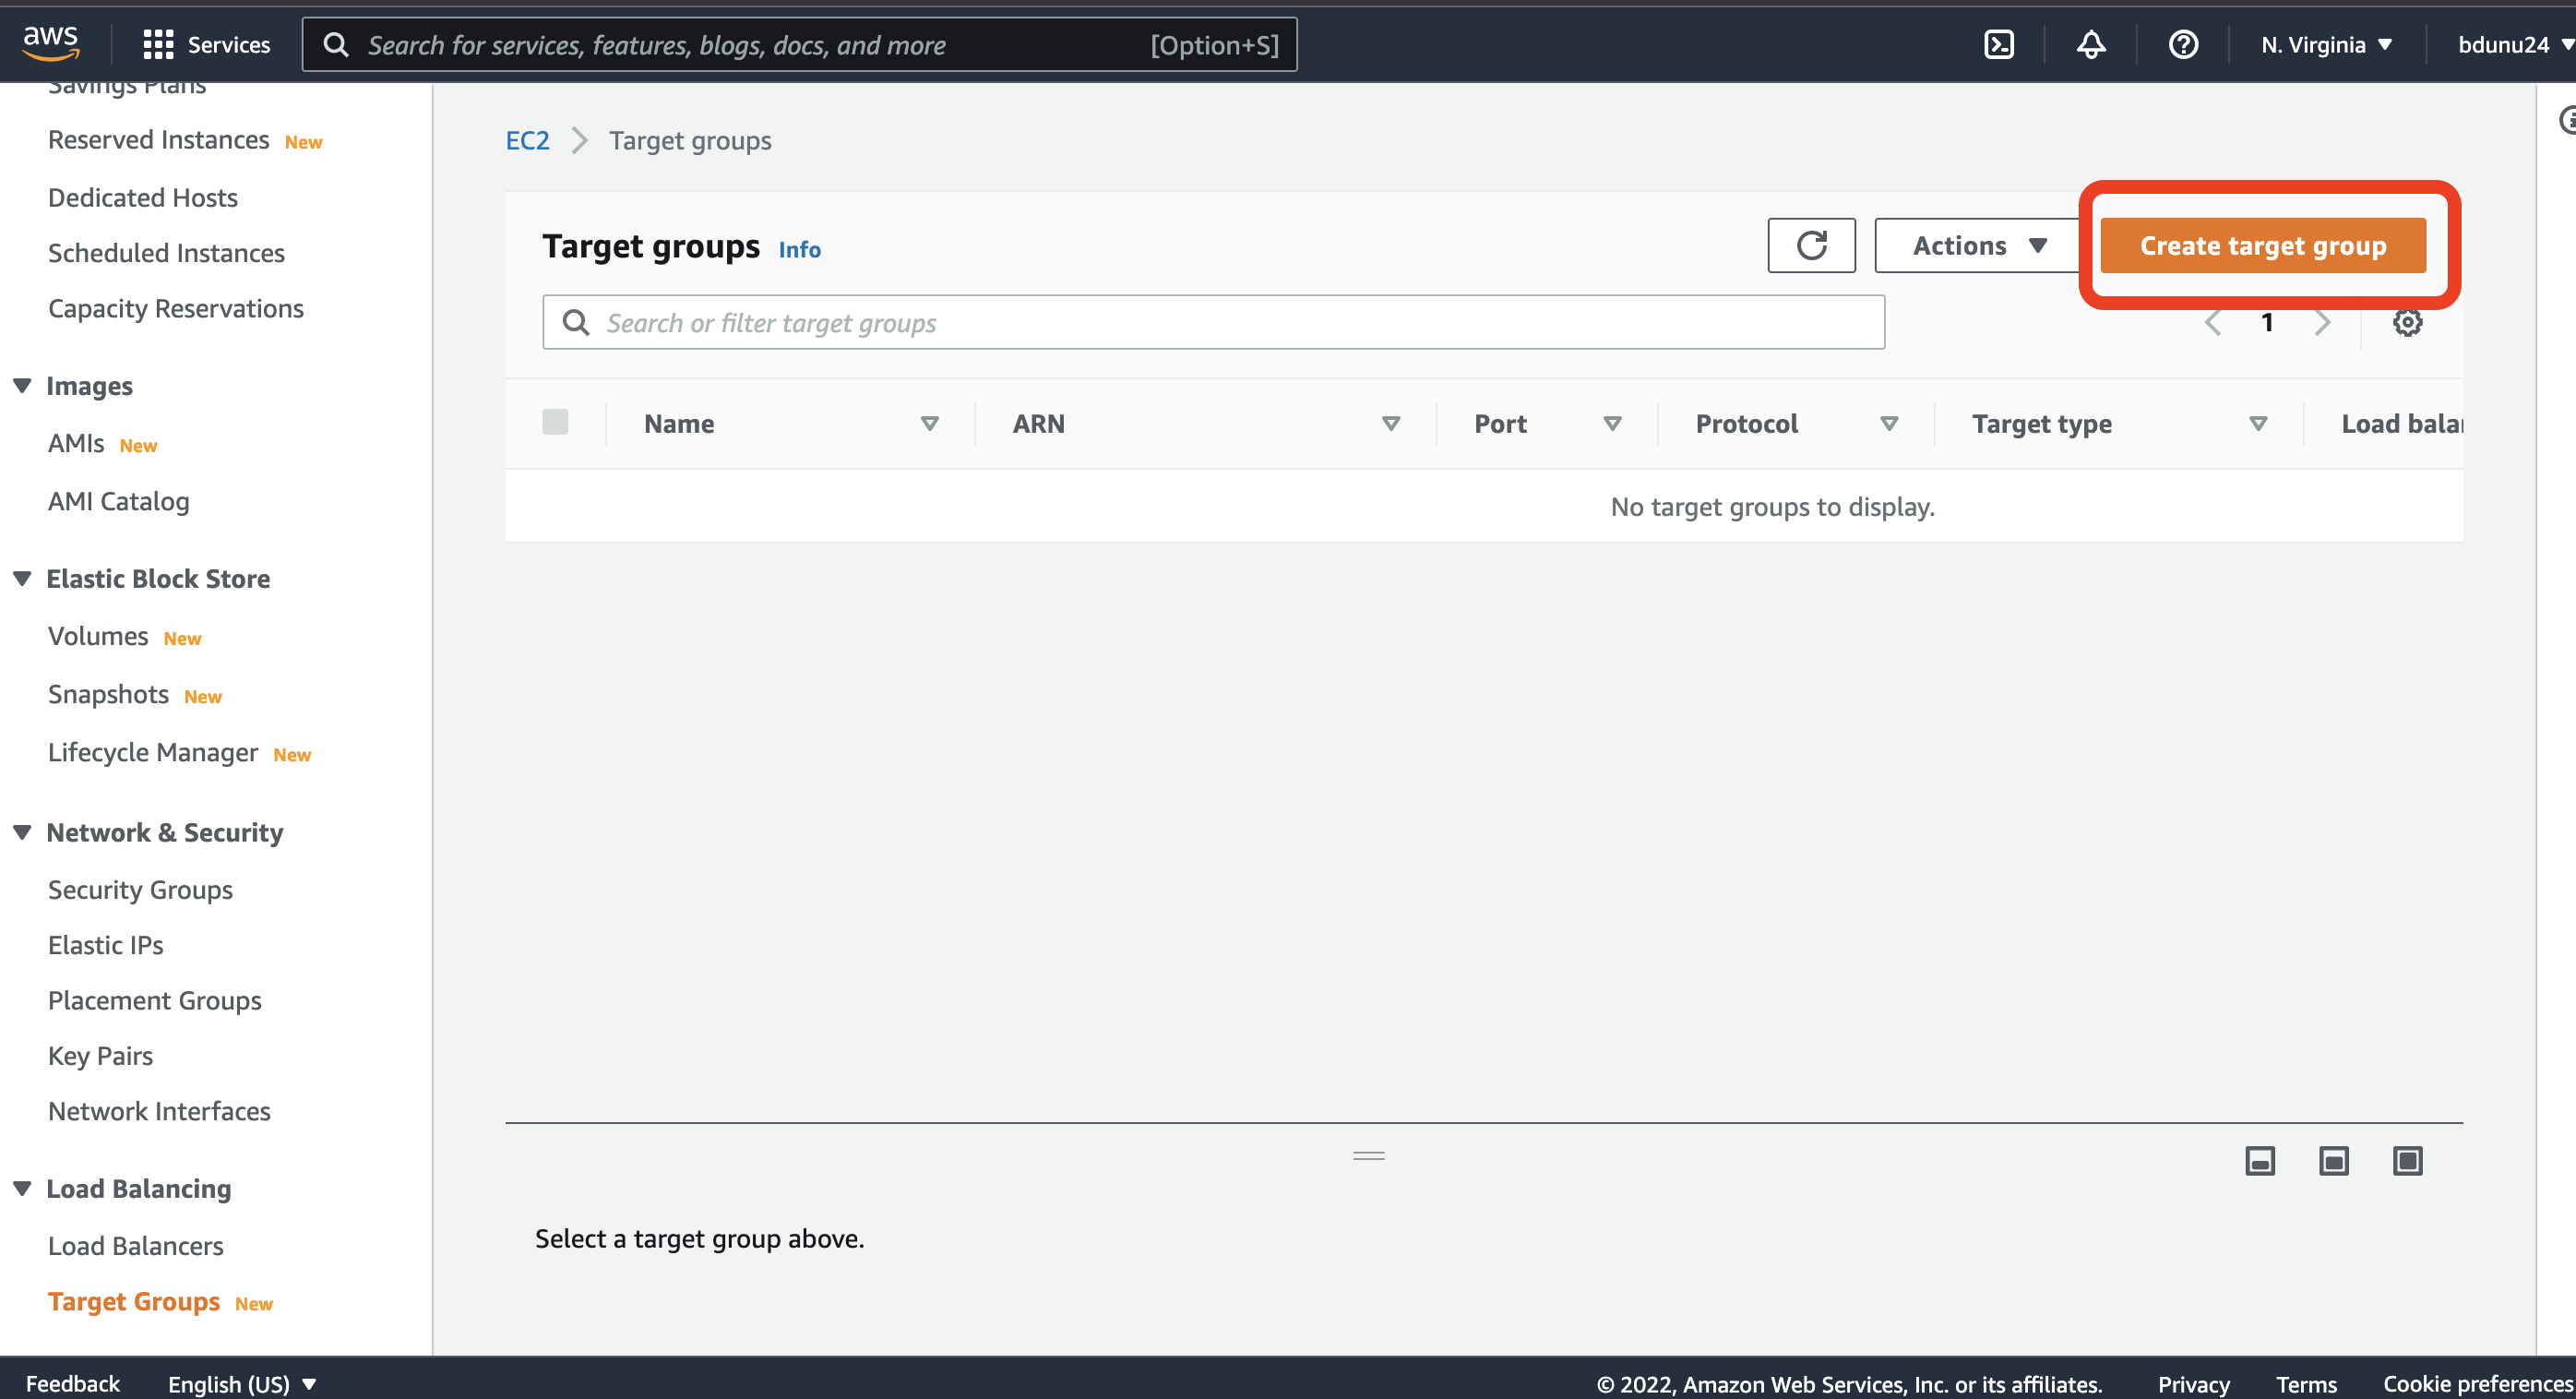 aws
Services
Search for services, features, blogs, docs, and more [Option+S]
N. Virginia
bdunu24
Savings Plans
Reserved Instances New
Dedicated Hosts
Scheduled Instances
Capacity Reservations
Images
AMIs New
AMI Catalog
Elastic Block Store
Volumes New
Snapshots New
Lifecycle Manager New
Network & Security
Security Groups
Elastic IPs
Placement Groups
Key Pairs
Network Interfaces
Load Balancing
Load Balancers
Target Groups New
EC2 Target groups
Target groups Info
Actions
Create target group
Search or filter target groups
1
Name ARN Port Protocol Target type Load balan
No target groups to display.
Select a target group above.
Feedback English (US) © 2022, Amazon Web Services, Inc. or its affiliates. Privacy Terms Cookie preferences